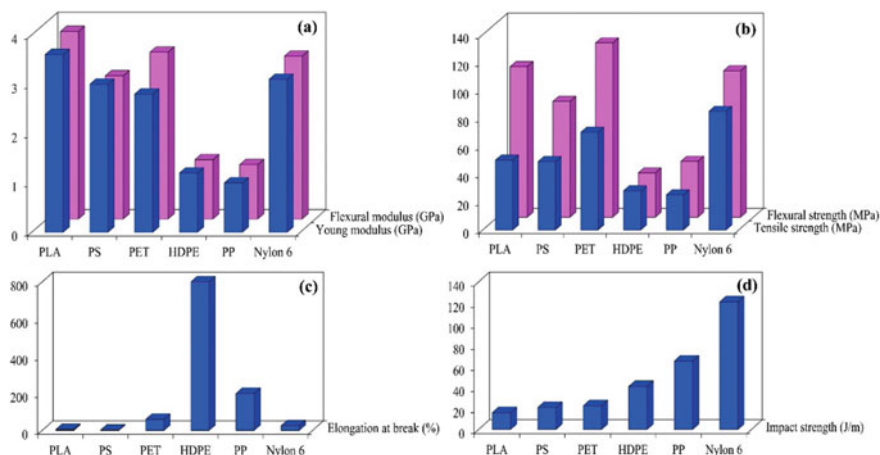 (a)
4
3
2
1
0
Flexural modulus (GPa)
Young modulus (GPa)
PLA PS PET HDPE PP Nylon 6
(b)
140
120
100
80
60
40
20
0
Flexural strength (MPa)
Tensile strength (MPa)
PLA PS PET HDPE PP Nylon 6
(c)
800
600
400
200
0
Elongation at break (%)
PLA PS PET HDPE PP Nylon 6
(d)
140
120
100
80
60
40
20
0
Impact strength (J/m)
PLA PS PET HDPE PP Nylon 6